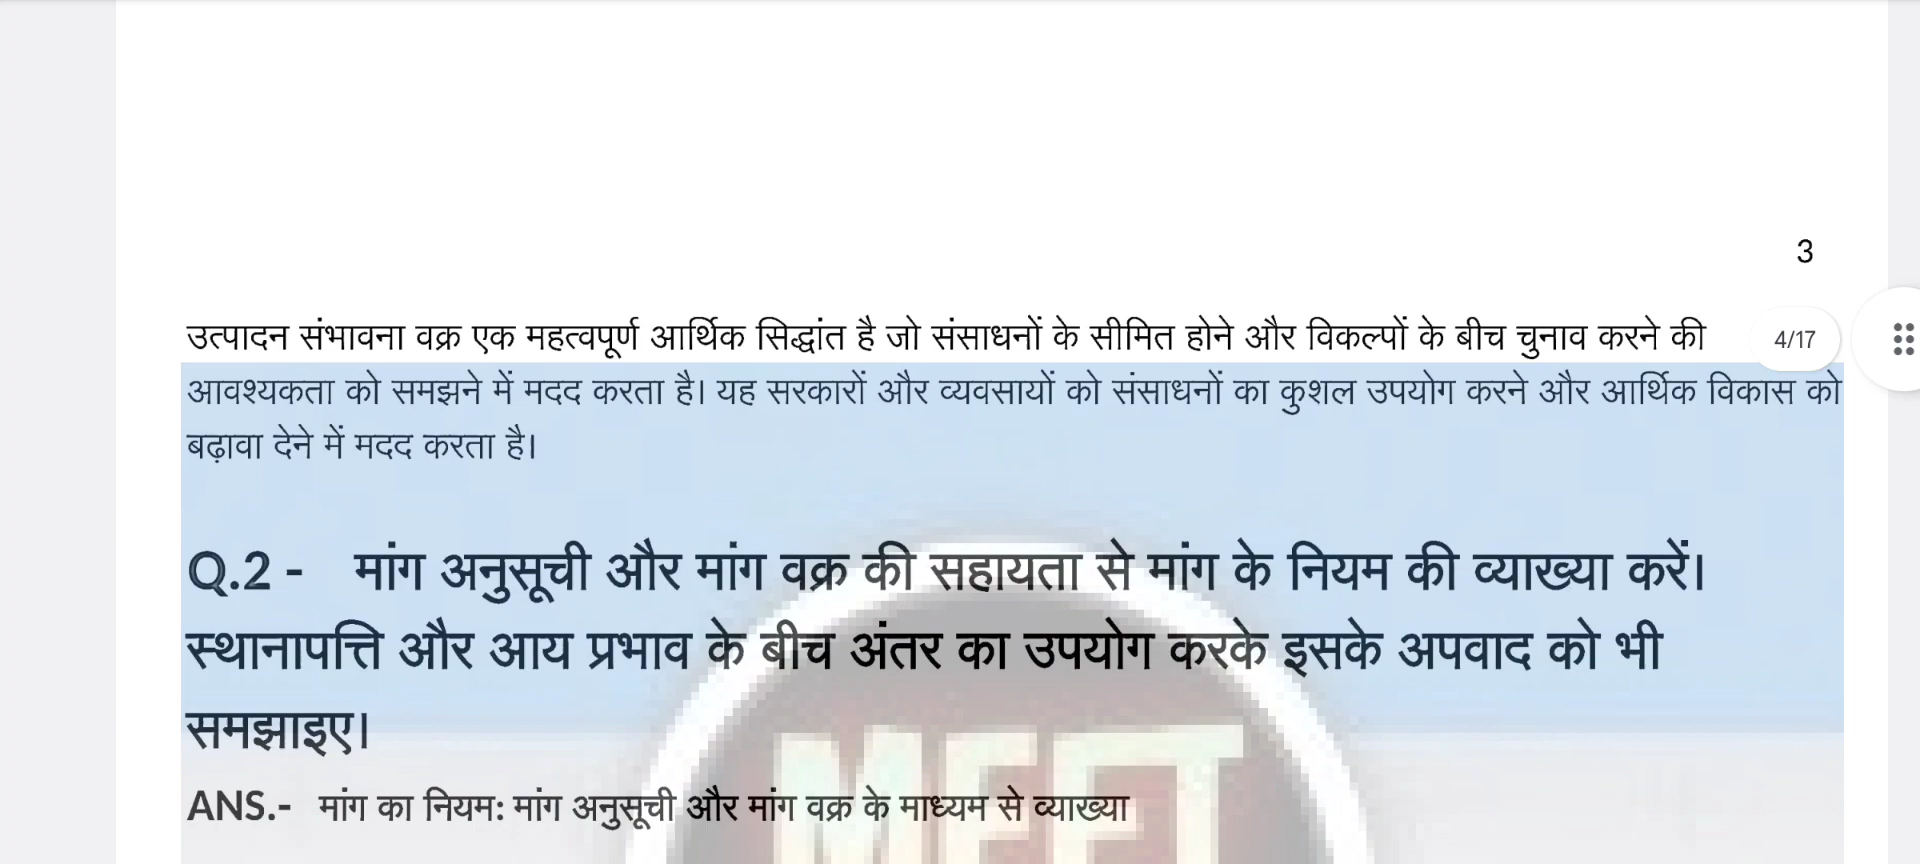 3
उत्पादन संभावना वक्र एक महत्वपूर्ण आर्थिक सिद्धांत है जो संसाधनों के सीमित होने और विकल्पों के बीच चुनाव करने की
4/17
आवश्यकता को समझने में मदद करता है। यह सरकारों और व्यवसायों को संसाधनों का कुशल उपयोग करने और आर्थिक विकास को
बढ़ावा देने में मदद करता है।
Q.2 - मांग अनुसूची और मांग वक्र की सहायता से मांग के नियम की व्याख्या करें।
स्थानापत्ति और आय प्रभाव के बीच अंतर का उपयोग करके इसके अपवाद को भी
समझाइए।
ANS.- मांग का नियम: मांग अनुसूची और मांग वक्र के माध्यम से व्याख्या
MEET